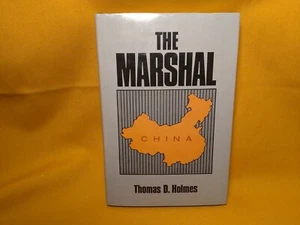 THE
MARSHAL
CHINA
Thomas D. Holmes